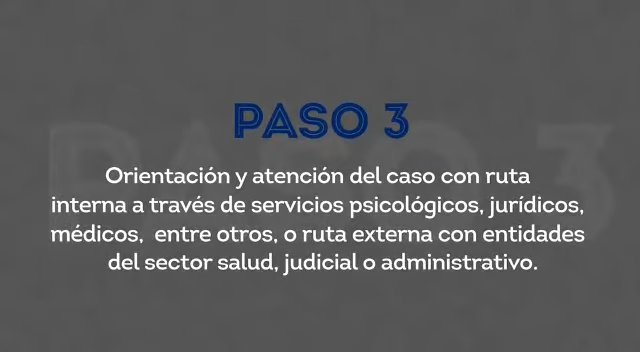 PASO 3
Orientación y atención del caso con ruta
interna a través de servicios psicológicos, jurídicos,
médicos,  entre otros, o ruta externa con entidades
del sector salud, judicial o administrativo.